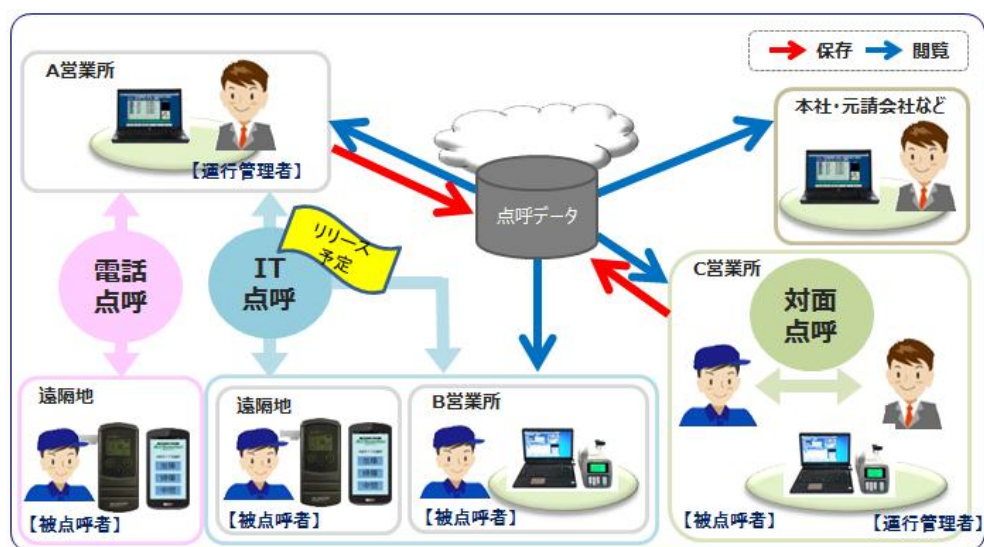 保存
閲覧
A営業所
【運行管理者】
点呼データ
本社・元請会社など
電話
点呼
IT
点呼
リリース
予定
C営業所
対面
点呼
遠隔地
【被点呼者】
遠隔地
【被点呼者】
B営業所
【被点呼者】
【被点呼者】
【運行管理者】